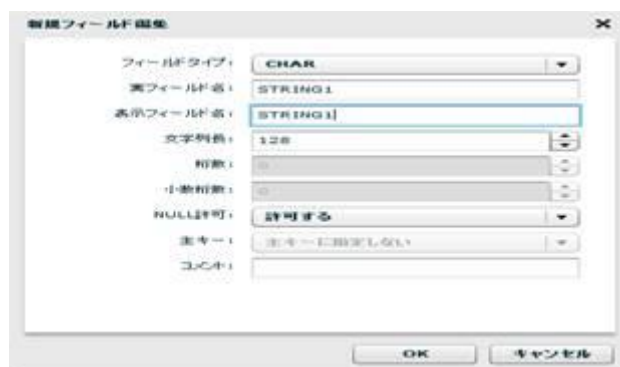 新規フィールド編集
フィールドタイプ: CHAR
実フィールド名: STRING1
表示フィールド名: STRING1
文字列長: 128
桁数: 0
小数桁数: 0
NULL許可: 許可する
主キー: 主キーに指定しない
コメント:
OK キャンセル